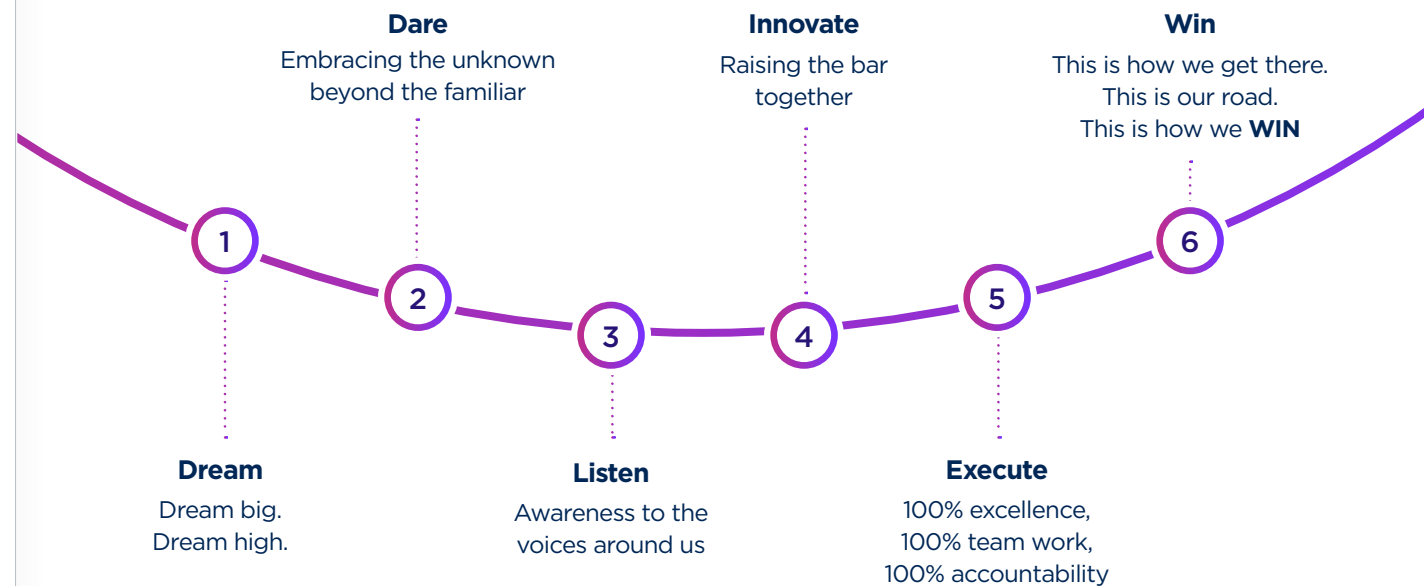 Dare
Embracing the unknown
beyond the familiar
Innovate
Raising the bar
together
Win
This is how we get there.
This is our road.
This is how we WIN
1
2
3
4
5
6
Dream
Dream big.
Dream high.
Listen
Awareness to the
voices around us
Execute
100% excellence,
100% team work,
100% accountability